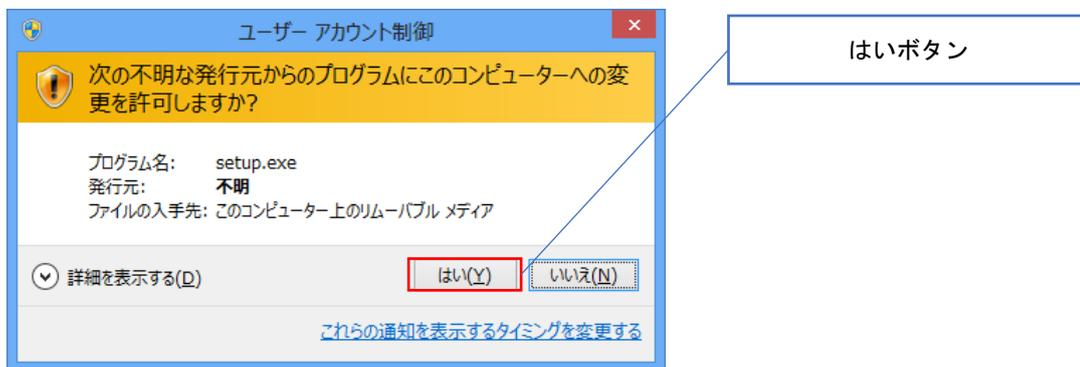 ユーザー アカウント制御
次の不明な発行元からのプログラムにこのコンピューターへの変
更を許可しますか?
プログラム名: setup.exe
発行元: 不明
ファイルの入手先: このコンピューター上のリムーバブル メディア
詳細を表示する(D)
はい(Y)
いいえ(N)
これらの通知を表示するタイミングを変更する
はいボタン